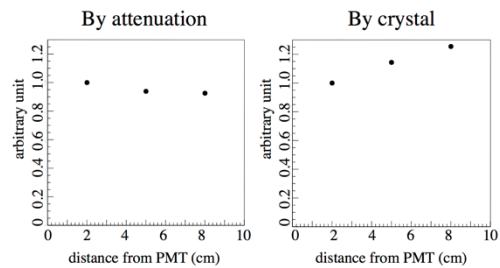 By attenuation
arbitrary unit
0 0.2 0.4 0.6 0.8 1.0 1.2
0 2 4 6 8 10
distance from PMT (cm)
By crystal
arbitrary unit
0 0.2 0.4 0.6 0.8 1.0 1.2
0 2 4 6 8 10
distance from PMT (cm)